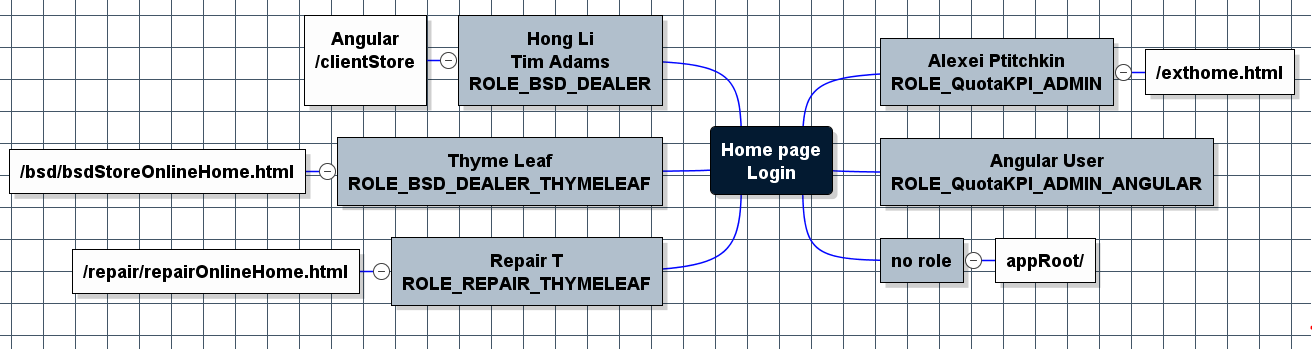 Angular
/clientStore
Hong Li
Tim Adams
ROLE_BSD_DEALER
/bsd/bsdStoreOnlineHome.html
Thyme Leaf
ROLE_BSD_DEALER_THYMELEAF
/repair/repairOnlineHome.html
Repair T
ROLE_REPAIR_THYMELEAF
Home page
Login
Alexei Ptitchkin
ROLE_QuotaKPI_ADMIN
/exthome.html
Angular User
ROLE_QuotaKPI_ADMIN_ANGULAR
no role
appRoot/